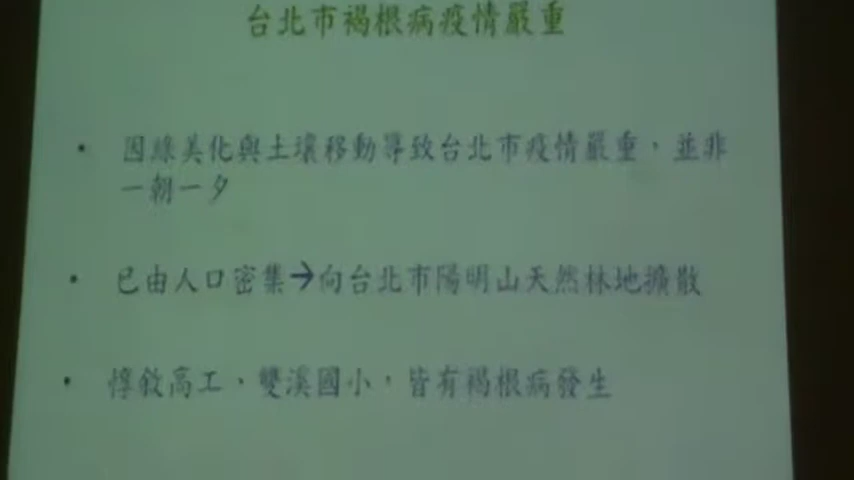 台北市褐根病疫情嚴重
• 因綠美化與土壤移動導致台北市疫情嚴重，並非
一朝一夕
• 已由人口密集→向台北市陽明山天然林地擴散
• 惇敘高工、雙溪國小，皆有褐根病發生